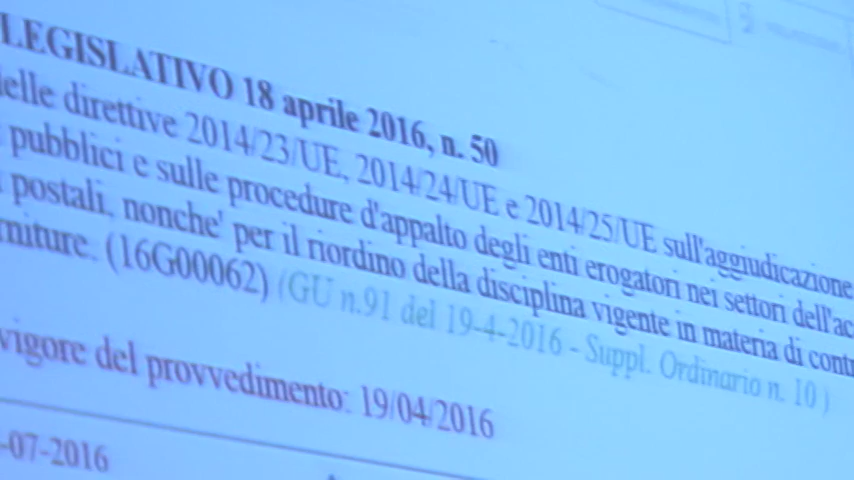 LEGISLATIVO 18 aprile 2016, n. 50
delle direttive 2014/23/UE, 2014/24/UE e 2014/25/UE sull'aggiudicazione
pubblici e sulle procedure d'appalto degli enti erogatori nei settori dell'ac
postali, nonche' per il riordino della disciplina vigente in materia di contr
rniture. (16G00062) (GU n.91 del 19-4-2016 - Suppl. Ordinario n. 10 )
vigore del provvedimento: 19/04/2016
-07-2016